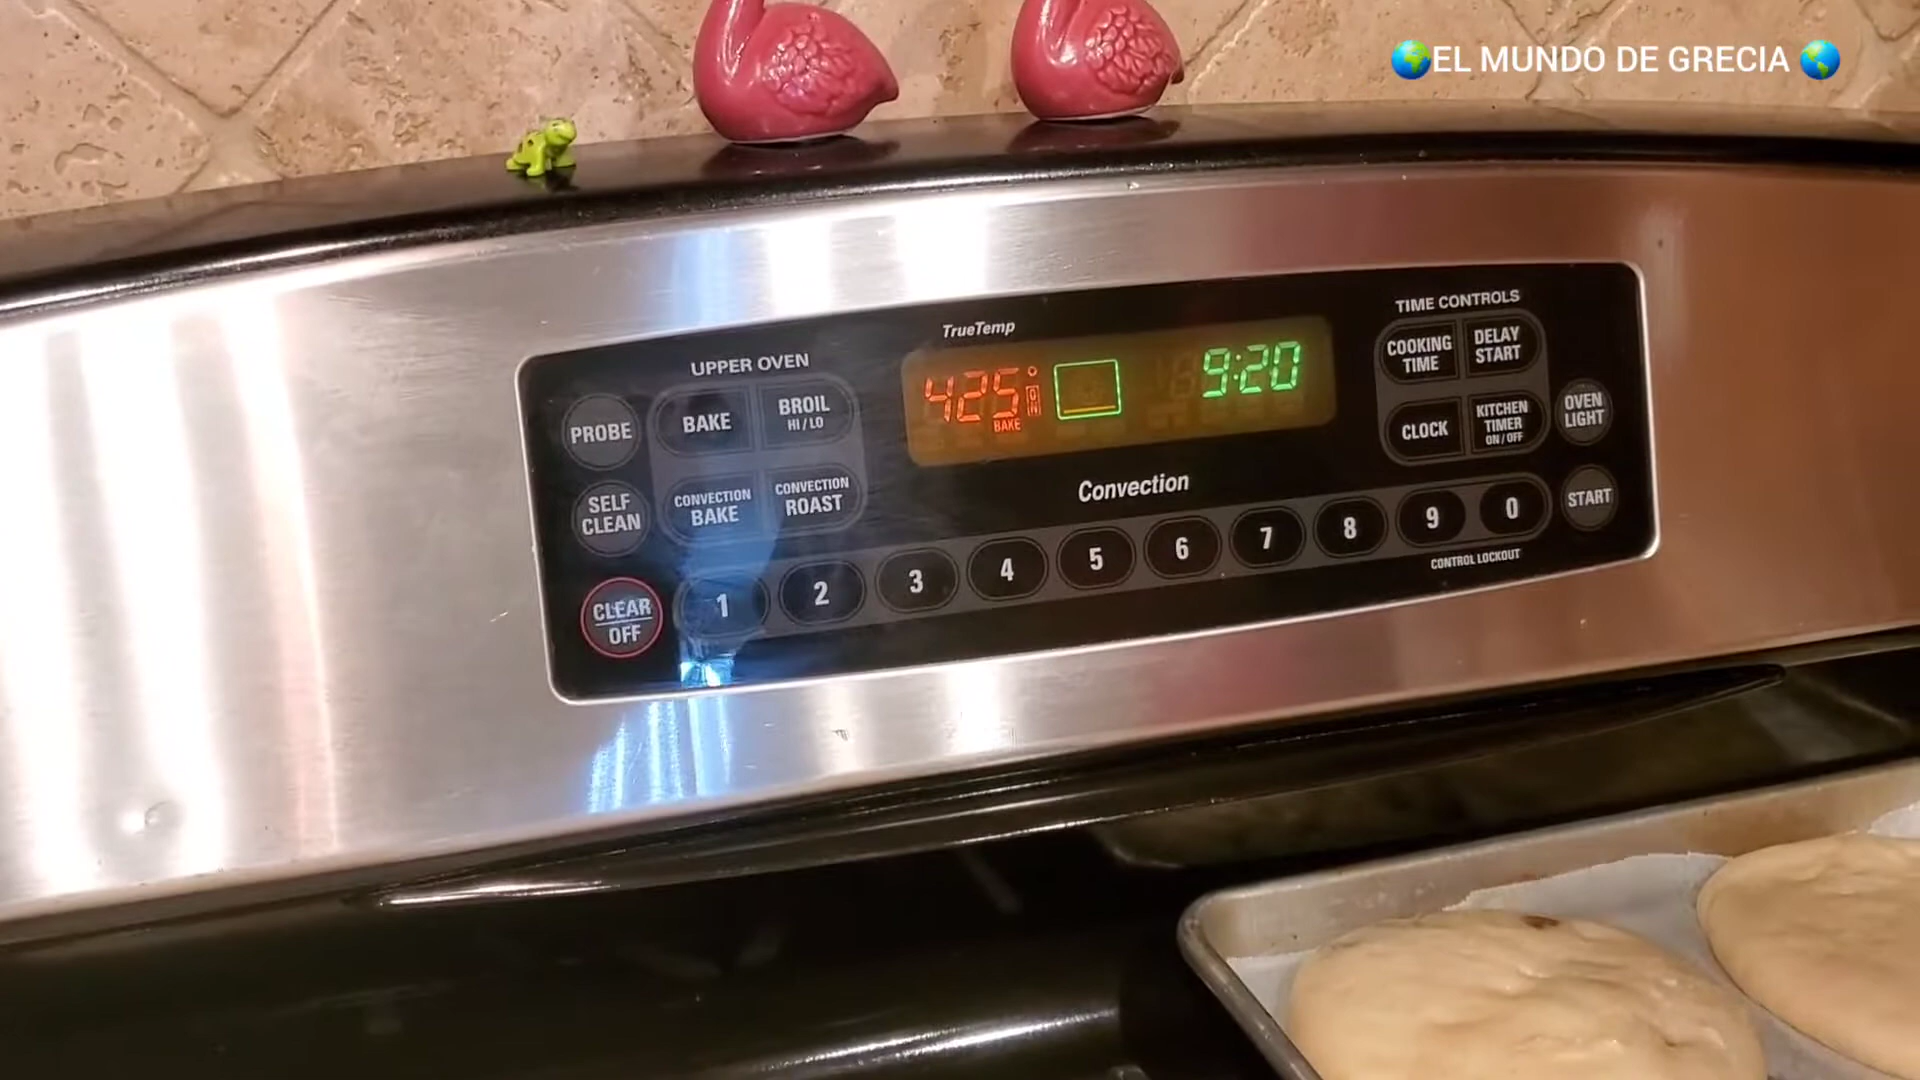 🌎EL MUNDO DE GRECIA 🌎
TrueTemp
UPPER OVEN
PROBE
BAKE
BROIL
HI / LO
SELF
CLEAN
CONVECTION
BAKE
CONVECTION
ROAST
CLEAR
OFF
425°
ON
BAKE
9:20
Convection
1 2 3 4 5 6 7 8 9 0
CONTROL LOCKOUT
TIME CONTROLS
COOKING
TIME
DELAY
START
CLOCK
KITCHEN
TIMER
ON / OFF
OVEN
LIGHT
START